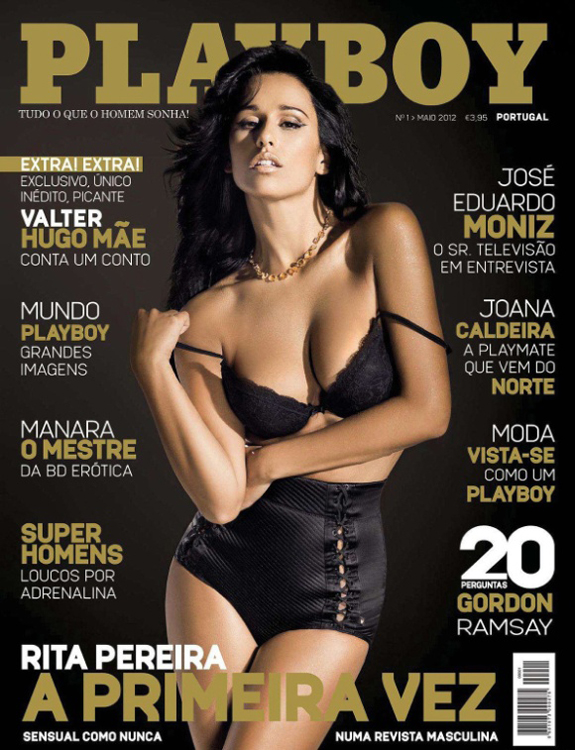 PLAYBOY
TUDO O QUE O HOMEM SONHA!
Nº 1 > MAIO 2012 €3,95 PORTUGAL
EXTRA! EXTRA!
EXCLUSIVO, ÚNICO
INÉDITO, PICANTE
VALTER
HUGO MÃE
CONTA UM CONTO
MUNDO
PLAYBOY
GRANDES
IMAGENS
MANARA
O MESTRE
DA BD ERÓTICA
SUPER
HOMENS
LOUCOS POR
ADRENALINA
JOSÉ
EDUARDO
MONIZ
O SR. TELEVISÃO
EM ENTREVISTA
JOANA
CALDEIRA
A PLAYMATE
QUE VEM DO
NORTE
MODA
VISTA-SE
COMO UM
PLAYBOY
20
PERGUNTAS
GORDON
RAMSAY
RITA PEREIRA
A PRIMEIRA VEZ
SENSUAL COMO NUNCA NUMA REVISTA MASCULINA